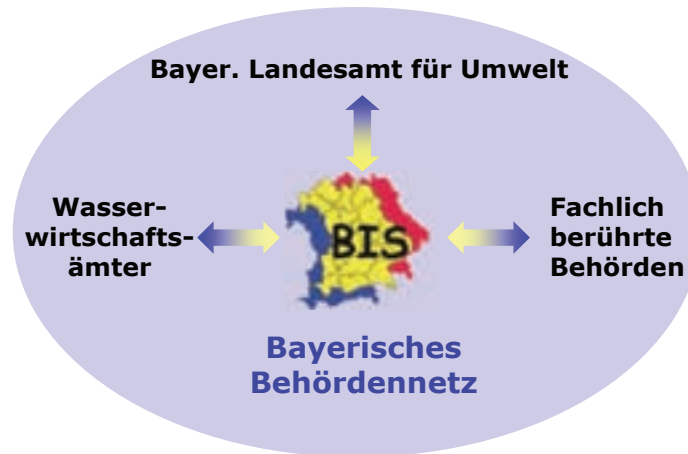 Bayer. Landesamt für Umwelt
Wasser-
wirtschafts-
ämter
BIS
Fachlich
berührte
Behörden
Bayerisches
Behördennetz